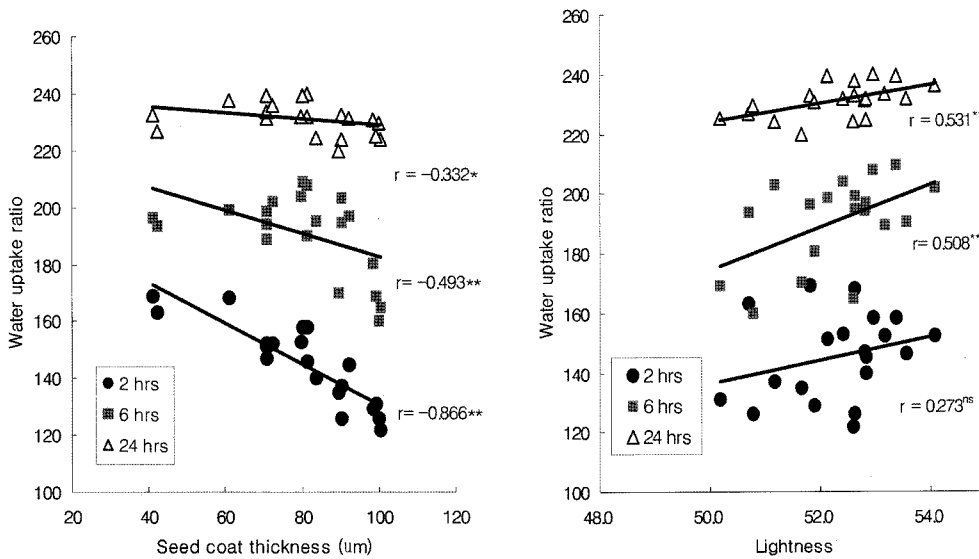 260
240
220
200
180
160
140
120
100
Water uptake ratio
r = -0.332*
r = -0.493**
r= -0.866**
2 hrs
6 hrs
24 hrs
20 40 60 80 100 120
Seed coat thickness (um)
260
240
220
200
180
160
140
120
100
Water uptake ratio
r = 0.531*
r = 0.508**
r = 0.273ns
2 hrs
6 hrs
24 hrs
48.0 50.0 52.0 54.0
Lightness